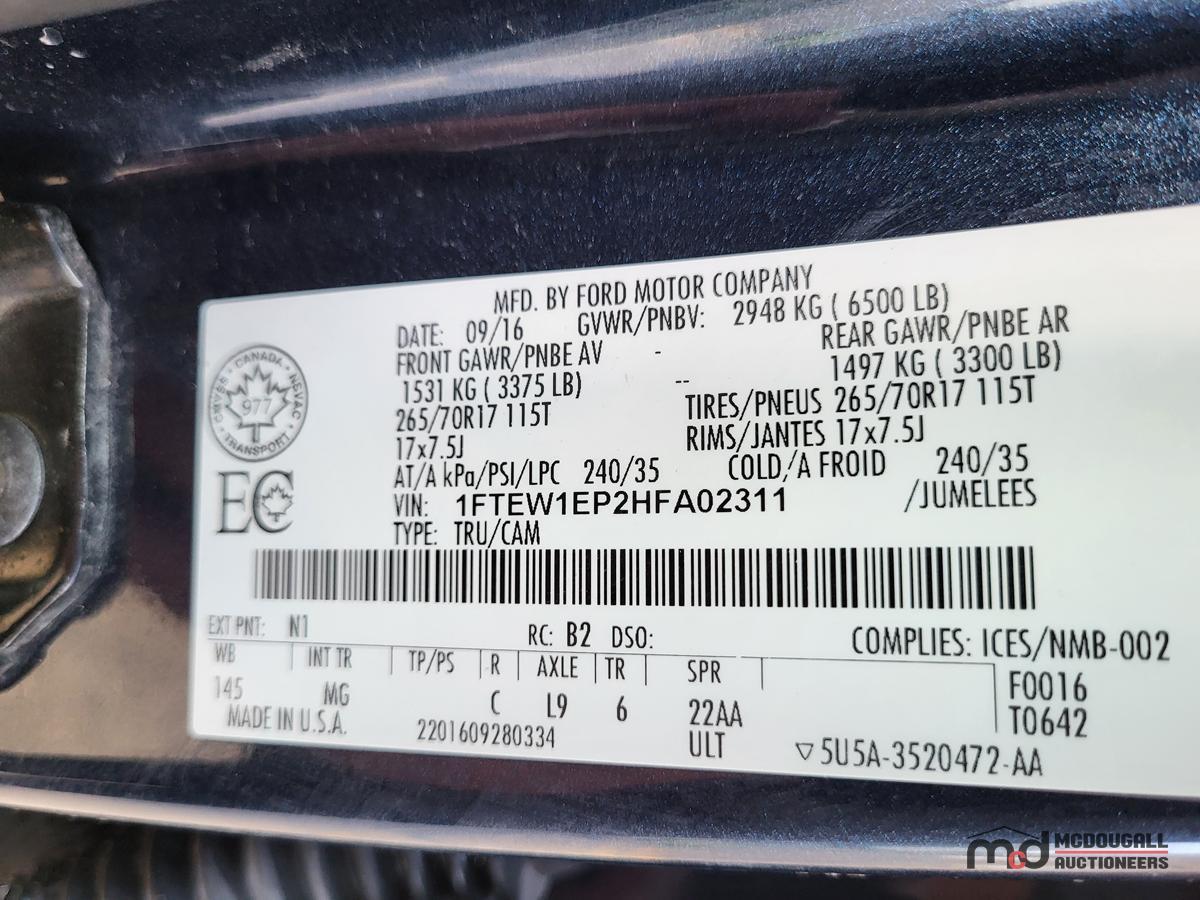 MFD. BY FORD MOTOR COMPANY
DATE: 09/16 GVWR/PNBV: 2948 KG ( 6500 LB)
FRONT GAWR/PNBE AV - REAR GAWR/PNBE AR
1531 KG ( 3375 LB) -- 1497 KG ( 3300 LB)
265/70R17 115T TIRES/PNEUS 265/70R17 115T
17x7.5J RIMS/JANTES 17x7.5J
AT/A kPa/PSI/LPC 240/35 COLD/A FROID 240/35
VIN: 1FTEW1EP2HFA02311 /JUMELEES
TYPE: TRU/CAM
CANADA
CMVSS NSVAC
977
TRANSPORT
EC
EXT PNT: N1 RC: B2 DSO: COMPLIES: ICES/NMB-002
WB INT TR TP/PS R AXLE TR SPR
145 MG C L9 6 22AA F0016
T0642
MADE IN U.S.A. 2201609280334 ULT ▽5U5A-3520472-AA
mcd MCDOUGALL
AUCTIONEERS